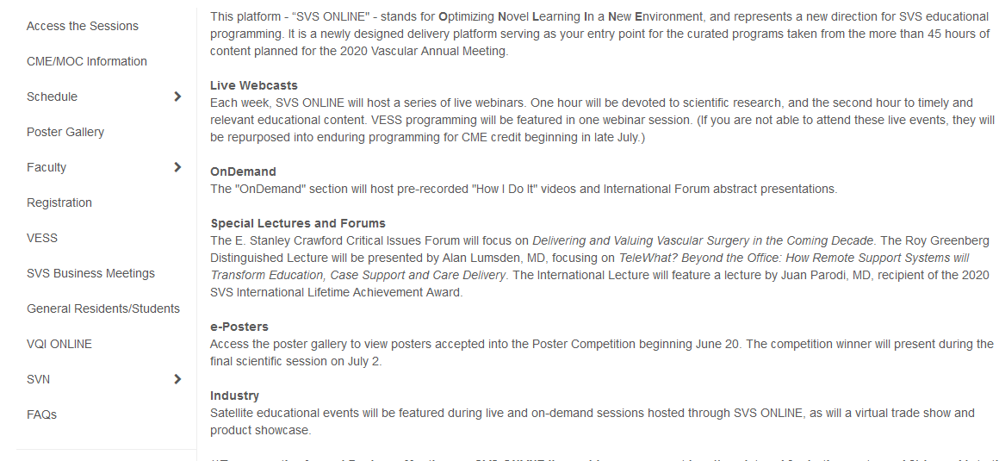 Access the Sessions
CME/MOC Information
Schedule
Poster Gallery
Faculty
Registration
VESS
SVS Business Meetings
General Residents/Students
VQI ONLINE
SVN
FAQs
This platform - “SVS ONLINE" - stands for Optimizing Novel Learning In a New Environment, and represents a new direction for SVS educational
programming. It is a newly designed delivery platform serving as your entry point for the curated programs taken from the more than 45 hours of
content planned for the 2020 Vascular Annual Meeting.
Live Webcasts
Each week, SVS ONLINE will host a series of live webinars. One hour will be devoted to scientific research, and the second hour to timely and
relevant educational content. VESS programming will be featured in one webinar session. (If you are not able to attend these live events, they will
be repurposed into enduring programming for CME credit beginning in late July.)
OnDemand
The "OnDemand" section will host pre-recorded "How I Do It" videos and International Forum abstract presentations.
Special Lectures and Forums
The E. Stanley Crawford Critical Issues Forum will focus on Delivering and Valuing Vascular Surgery in the Coming Decade. The Roy Greenberg
Distinguished Lecture will be presented by Alan Lumsden, MD, focusing on TeleWhat? Beyond the Office: How Remote Support Systems will
Transform Education, Case Support and Care Delivery. The International Lecture will feature a lecture by Juan Parodi, MD, recipient of the 2020
SVS International Lifetime Achievement Award.
e-Posters
Access the poster gallery to view posters accepted into the Poster Competition beginning June 20. The competition winner will present during the
final scientific session on July 2.
Industry
Satellite educational events will be featured during live and on-demand sessions hosted through SVS ONLINE, as will a virtual trade show and
product showcase.